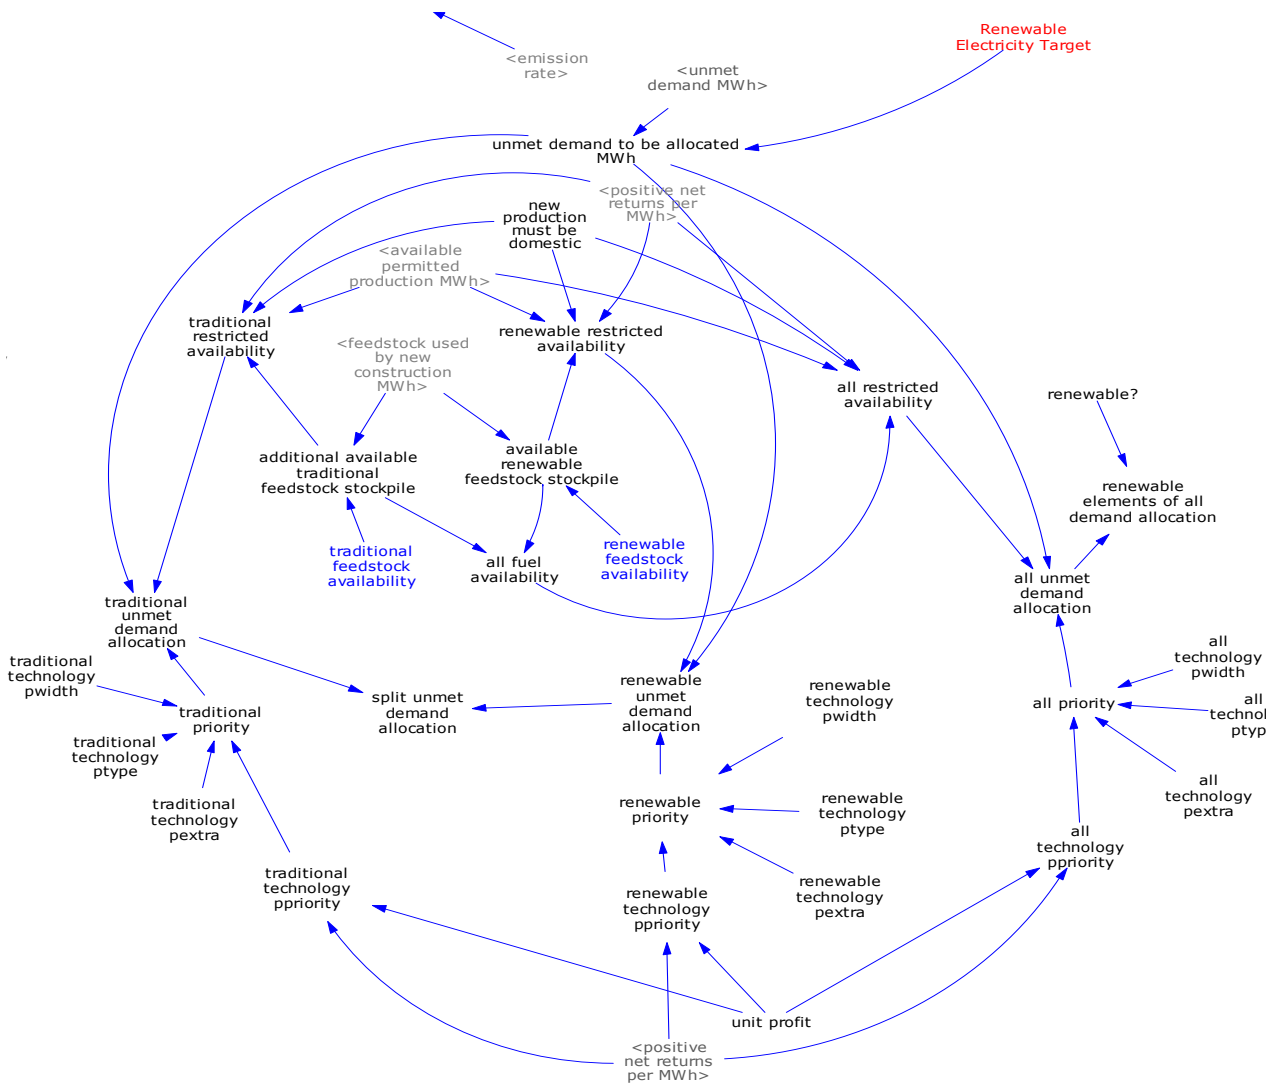 Renewable
Electricity Target
<emission
rate>
<unmet
demand MWh>
unmet demand to be allocated
MWh
<positive net
returns per
MWh>
new
production
must be
domestic
<available
permitted
production MWh>
traditional
restricted
availability
renewable restricted
availability
<feedstock used
by new
construction
MWh>
all restricted
availability
renewable?
additional available
traditional
feedstock stockpile
available
renewable
feedstock stockpile
renewable
elements of all
demand allocation
traditional
feedstock
availability
all fuel
availability
renewable
feedstock
availability
all unmet
demand
allocation
traditional
unmet
demand
allocation
traditional
technology
pwidth
all
technology
pwidth
split unmet
demand
allocation
renewable
unmet
demand
allocation
renewable
technology
pwidth
all priority
all
technol
ptyp
traditional
priority
traditional
technology
ptype
traditional
technology
pextra
renewable
priority
renewable
technology
ptype
all
technology
pextra
all
technology
ppriority
traditional
technology
ppriority
renewable
technology
ppriority
renewable
technology
pextra
unit profit
<positive
net returns
per MWh>